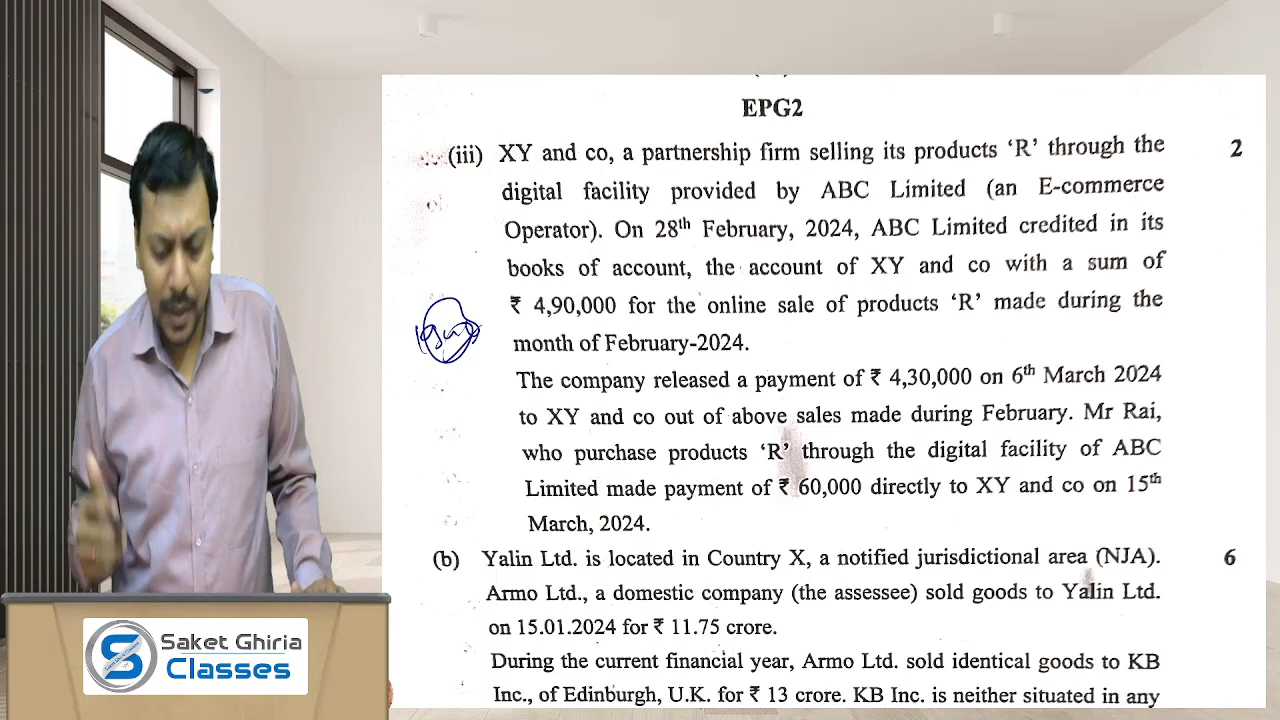 EPG2
(iii) XY and co, a partnership firm selling its products ‘R’ through the 2
digital facility provided by ABC Limited (an E-commerce
Operator). On 28th February, 2024, ABC Limited credited in its
books of account, the account of XY and co with a sum of
₹ 4,90,000 for the online sale of products ‘R’ made during the
month of February-2024.
The company released a payment of ₹ 4,30,000 on 6th March 2024
to XY and co out of above sales made during February. Mr Rai,
who purchase products ‘R’ through the digital facility of ABC
Limited made payment of ₹ 60,000 directly to XY and co on 15th
March, 2024.
(b) Yalin Ltd. is located in Country X, a notified jurisdictional area (NJA). 6
Armo Ltd., a domestic company (the assessee) sold goods to Yalin Ltd.
on 15.01.2024 for ₹ 11.75 crore.
During the current financial year, Armo Ltd. sold identical goods to KB
Inc., of Edinburgh, U.K. for ₹ 13 crore. KB Inc. is neither situated in any
Saket Ghiria
Classes